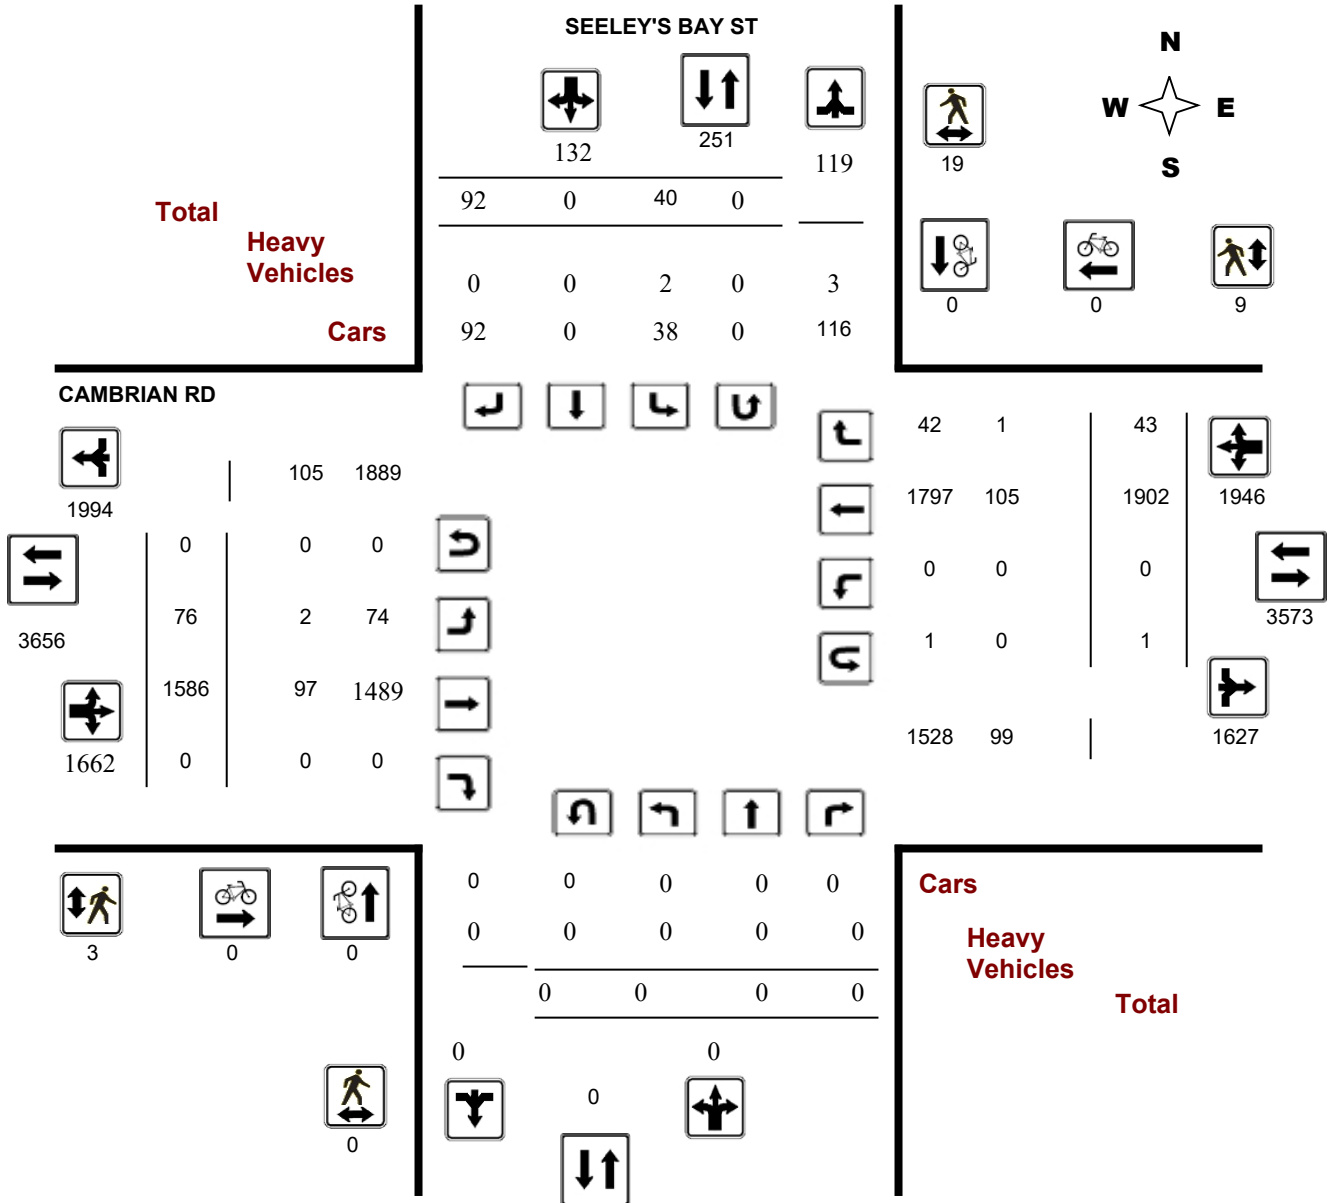 SEELEY'S BAY ST
N
W E
S
132 251 119 19
92 0 40 0
Total
Heavy
Vehicles
0 0 2 0 3
0 0 9
Cars
92 0 38 0 116
CAMBRIAN RD
42 1 43
105 1889
1994
1797 105 1902 1946
0 0 0
0 0 0
3656
76 2 74
3573
1 0 1
1586 97 1489
1528 99 1627
1662 0 0 0
0 0 0 0 0
Cars
3 0 0
0 0 0 0 0
Heavy
Vehicles
0 0 0 0
Total
0 0
0
0